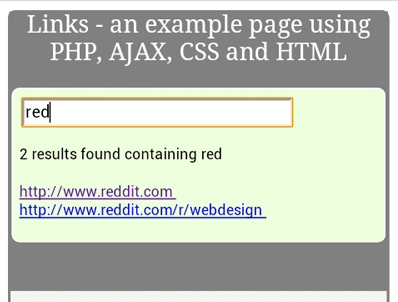 Links - an example page using
PHP, AJAX, CSS and HTML
red
2 results found containing red
http://www.reddit.com
http://www.reddit.com/r/webdesign